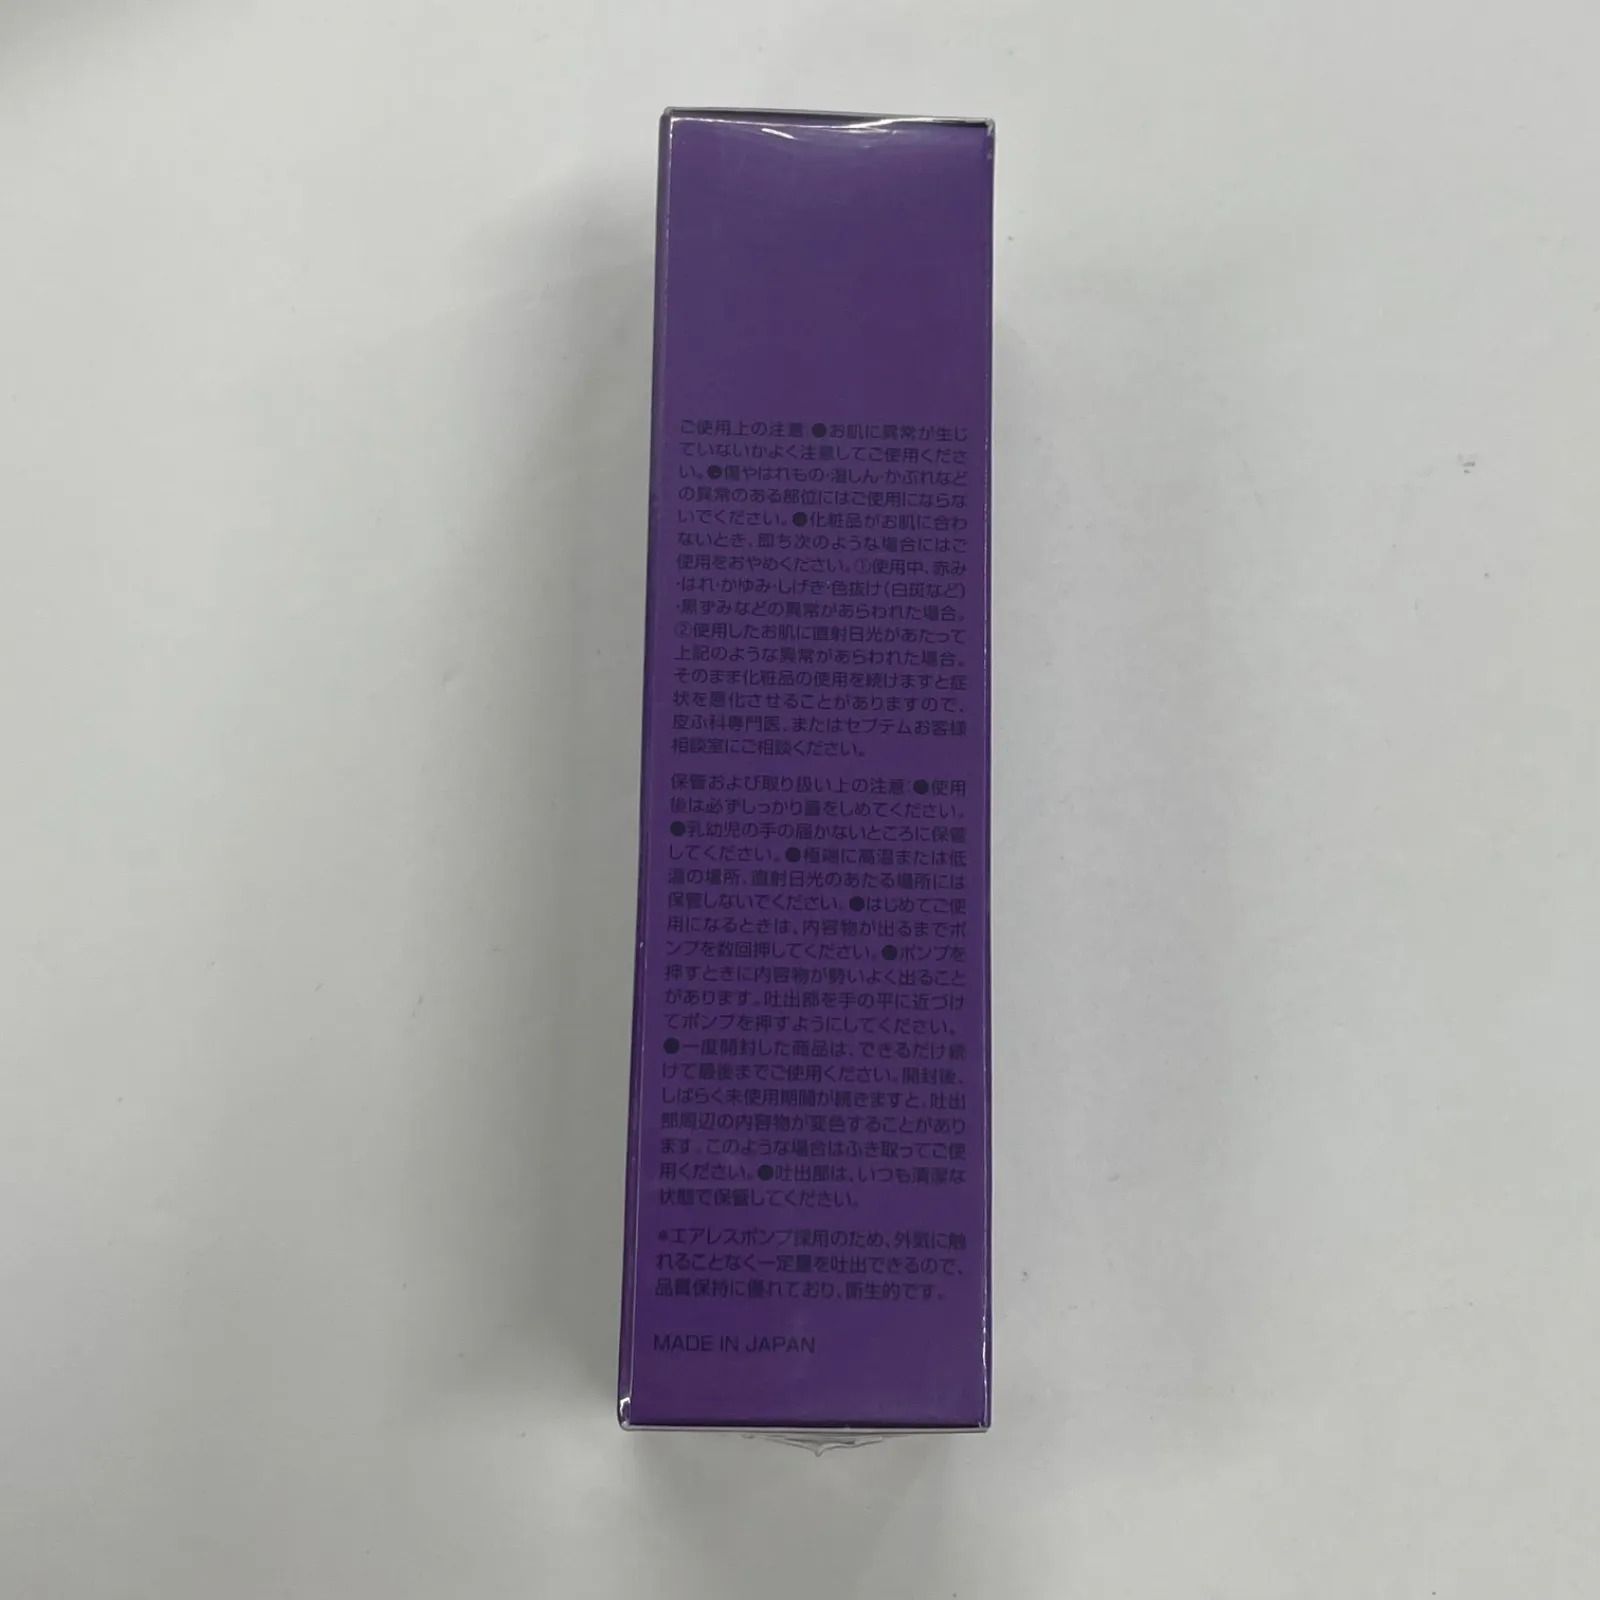 ご使用上の注意:●お肌に異常が生じ
ていないかよく注意してご使用くださ
い。●傷やはれもの・湿しん・かぶれなど
の異常のある部位にはご使用にならな
いでください。●化粧品がお肌に合わ
ないとき、即ち次のような場合にはご
使用をおやめください。①使用中、赤み
・はれ・かゆみ・しげき・色抜け(白斑など)
・黒ずみなどの異常があらわれた場合。
②使用したお肌に直射日光があたって
上記のような異常があらわれた場合。
そのまま化粧品の使用を続けますと症
状を悪化させることがありますので、
皮ふ科専門医、またはセプテムお客様
相談室にご相談ください。
保管および取り扱い上の注意:●使用
後は必ずしっかり蓋をしめてください。
●乳幼児の手の届かないところに保管
してください。●極端に高温または低
温の場所、直射日光のあたる場所には
保管しないでください。●はじめてご使
用になるときは、内容物が出るまでポ
ンプを数回押してください。●ポンプを
押すときに内容物が勢いよく出ること
があります。吐出部を手の平に近づけ
てポンプを押すようにしてください。
●一度開封した商品は、できるだけ続
けて最後までご使用ください。開封後、
しばらく未使用期間が続きますと、吐出
部周辺の内容物が変色することがあり
ます。このような場合はふき取ってご使
用ください。●吐出部は、いつも清潔な
状態で保管してください。
*エアレスポンプ採用のため、外気に触
れることなく一定量を吐出できるので、
品質保持に優れており、衛生的です。
MADE IN JAPAN